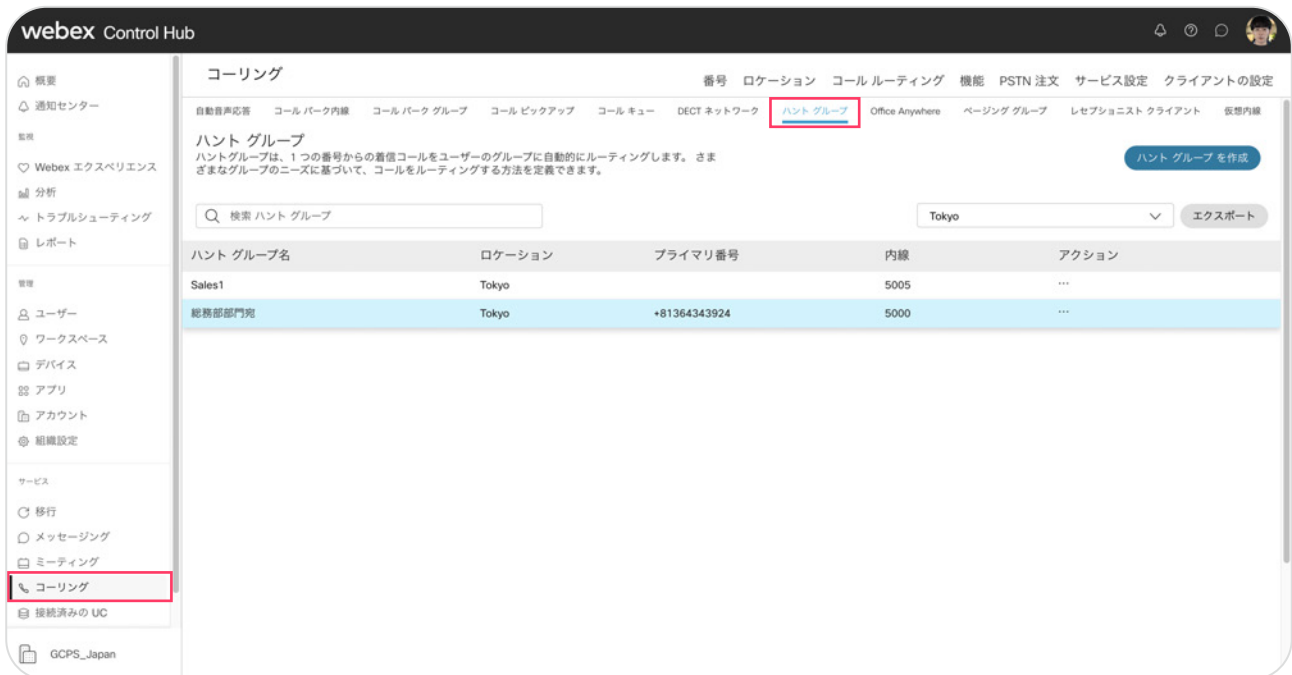 webex Control Hub
概要
通知センター
監視
Webex エクスペリエンス
分析
トラブルシューティング
レポート
管理
ユーザー
ワークスペース
デバイス
アプリ
アカウント
組織設定
サービス
移行
メッセージング
ミーティング
コーリング
接続済みの UC
GCPS_Japan
コーリング
番号 ロケーション コール ルーティング 機能 PSTN 注文 サービス設定 クライアントの設定
自動音声応答 コール パーク内線 コール パーク グループ コール ピックアップ コール キュー DECT ネットワーク ハント グループ Office Anywhere ページング グループ レセプショニスト クライアント 仮想内線
ハント グループ
ハントグループは、1 つの番号からの着信コールをユーザーのグループに自動的にルーティングします。 さま
ざまなグループのニーズに基づいて、コールをルーティングする方法を定義できます。
ハント グループ を作成
検索 ハント グループ
Tokyo
エクスポート
ハント グループ名 ロケーション プライマリ番号 内線 アクション
Sales1 Tokyo 5005 …
総務部部門宛 Tokyo +81364343924 5000 …